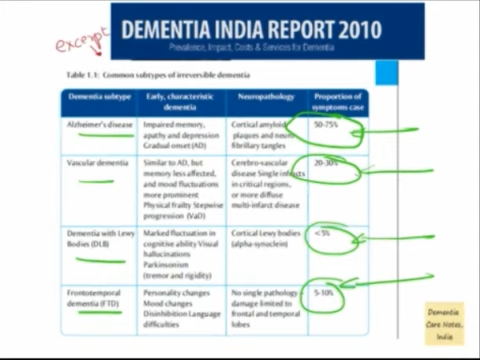 excerpt
DEMENTIA INDIA REPORT 2010
Prevalence, Impact, Costs & Services for Dementia
Table 1.1: Common subtypes of irreversible dementia
Dementia subtype
Early, characteristic
dementia
Neuropathology
Proportion of
symptoms case
Alzheimer's disease
Impaired memory,
apathy and depression
Gradual onset (AD)
Cortical amyloid
plaques and neuro
fibrillary tangles
50-75%
Vascular dementia
Similar to AD, but
memory less affected,
and mood fluctuations
more prominent
Physical frailty Stepwise
progression (VaD)
Cerebro-vascular
disease Single infarcts
in critical regions,
or more diffuse
multi-infarct disease
20-30%
Dementia with Lewy
Bodies (DLB)
Marked fluctuation in
cognitive ability Visual
hallucinations
Parkinsonism
(tremor and rigidity)
Cortical Lewy bodies
(alpha-synuclein)
<5%
Frontotemporal
dementia (FTD)
Personality changes
Mood changes
Disinhibition Language
difficulties
No single pathology –
damage limited to
frontal and temporal
lobes
5-10%
Dementia
Care Notes,
India